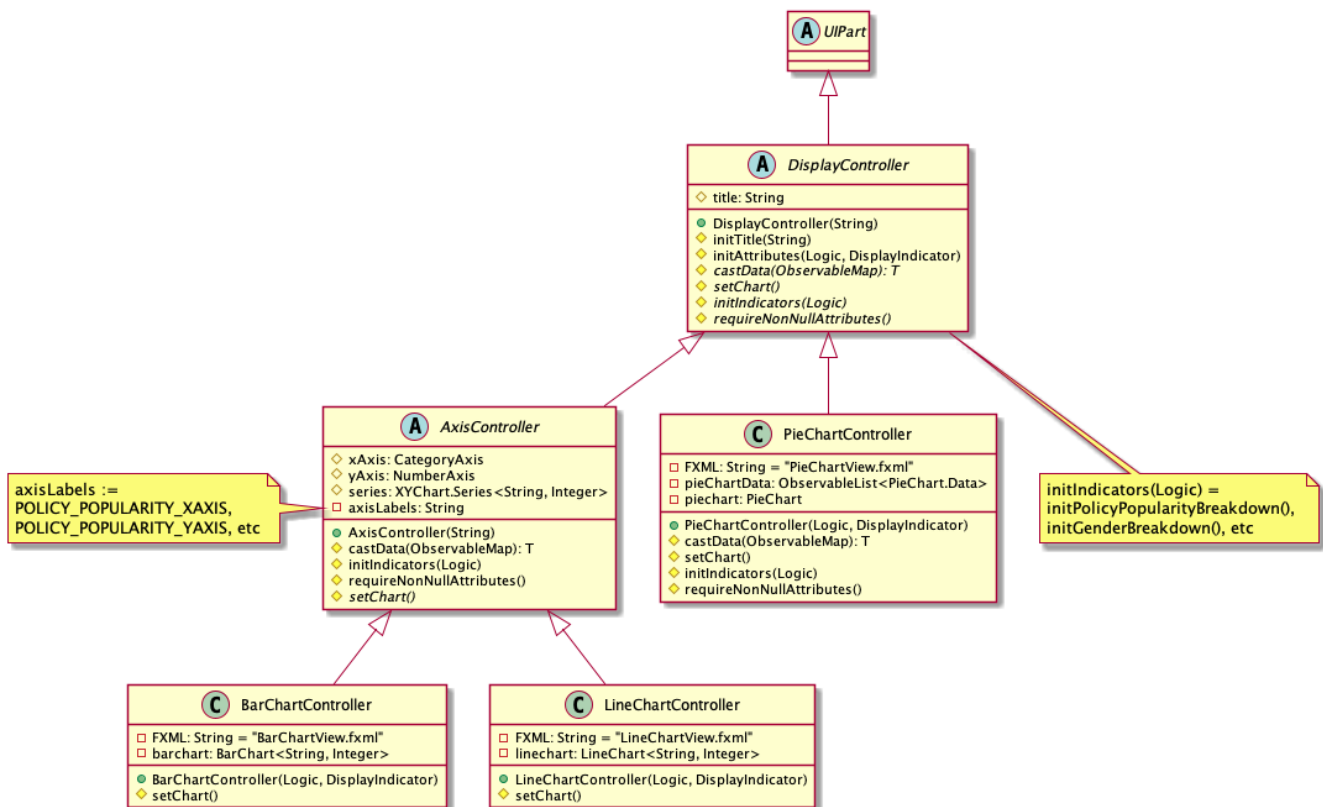 A UIPart
A DisplayController
title: String
DisplayController(String)
initTitle(String)
initAttributes(Logic, DisplayIndicator)
castData(ObservableMap): T
setChart()
initIndicators(Logic)
requireNonNullAttributes()
axisLabels :=
POLICY_POPULARITY_XAXIS,
POLICY_POPULARITY_YAXIS, etc
A AxisController
xAxis: CategoryAxis
yAxis: NumberAxis
series: XYChart.Series<String, Integer>
axisLabels: String
AxisController(String)
castData(ObservableMap): T
initIndicators(Logic)
requireNonNullAttributes()
setChart()
C PieChartController
FXML: String = "PieChartView.fxml"
pieChartData: ObservableList<PieChart.Data>
piechart: PieChart
PieChartController(Logic, DisplayIndicator)
castData(ObservableMap): T
setChart()
initIndicators(Logic)
requireNonNullAttributes()
initIndicators(Logic) =
initPolicyPopularityBreakdown(),
initGenderBreakdown(), etc
C BarChartController
FXML: String = "BarChartView.fxml"
barchart: BarChart<String, Integer>
BarChartController(Logic, DisplayIndicator)
setChart()
C LineChartController
FXML: String = "LineChartView.fxml"
linechart: LineChart<String, Integer>
LineChartController(Logic, DisplayIndicator)
setChart()